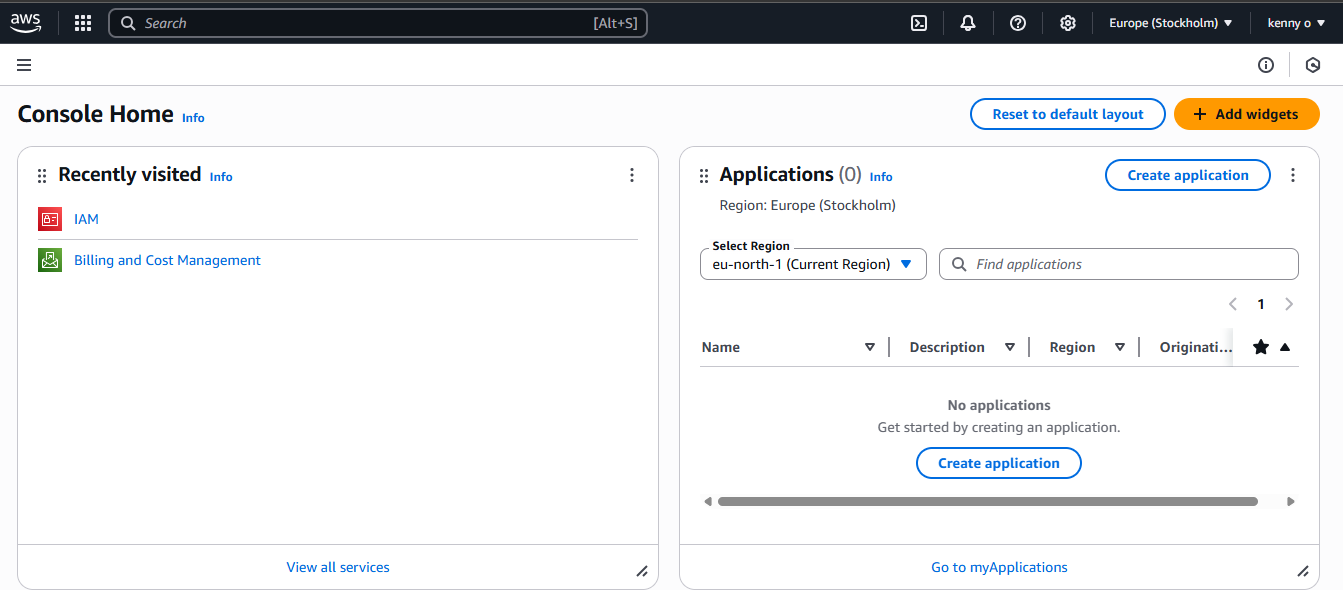 aws
Search [Alt+S]
Europe (Stockholm)
kenny o
Console Home Info
Reset to default layout
Add widgets
Recently visited Info
IAM
Billing and Cost Management
View all services
Applications (0) Info
Create application
Region: Europe (Stockholm)
Select Region
eu-north-1 (Current Region)
Find applications
1
Name Description Region Originati...
No applications
Get started by creating an application.
Create application
Go to myApplications